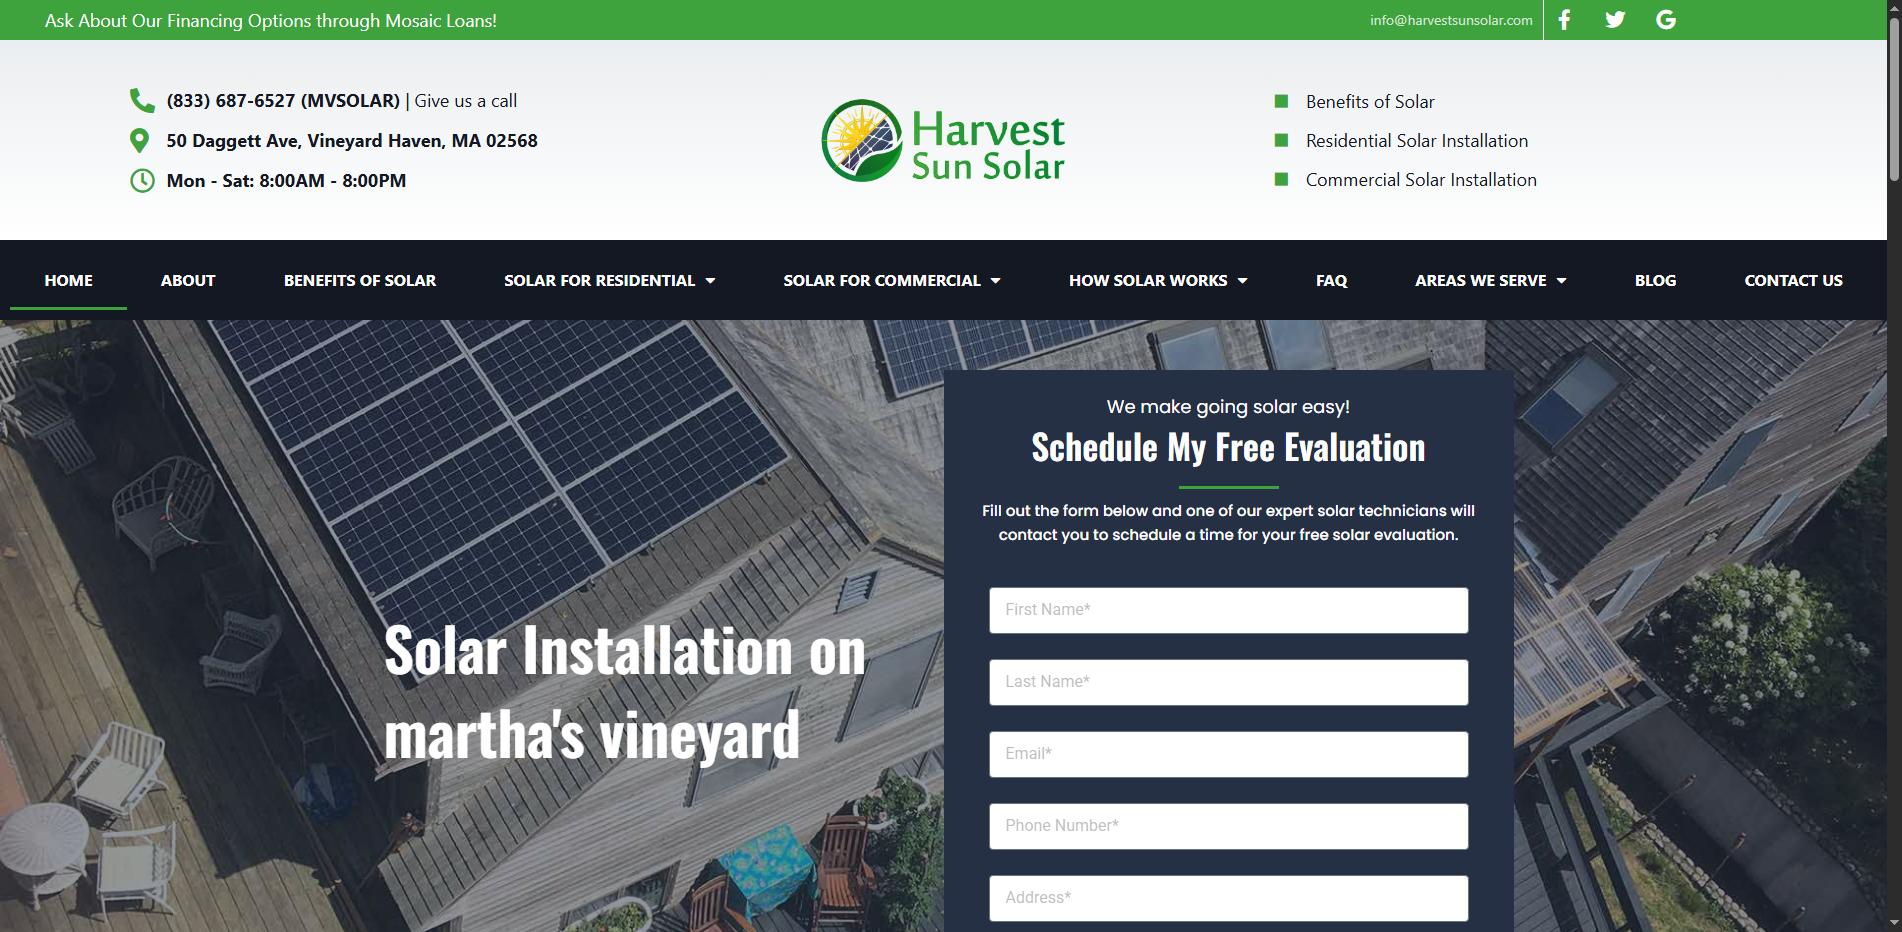 Ask About Our Financing Options through Mosaic Loans!
info@harvestsunsolar.com
(833) 687-6527 (MVSOLAR) | Give us a call
50 Daggett Ave, Vineyard Haven, MA 02568
Mon - Sat: 8:00AM - 8:00PM
Harvest
Sun Solar
Benefits of Solar
Residential Solar Installation
Commercial Solar Installation
HOME ABOUT BENEFITS OF SOLAR SOLAR FOR RESIDENTIAL SOLAR FOR COMMERCIAL HOW SOLAR WORKS FAQ AREAS WE SERVE BLOG CONTACT US
Solar Installation on
martha's vineyard
We make going solar easy!
Schedule My Free Evaluation
Fill out the form below and one of our expert solar technicians will
contact you to schedule a time for your free solar evaluation.
First Name*
Last Name*
Email*
Phone Number*
Address*